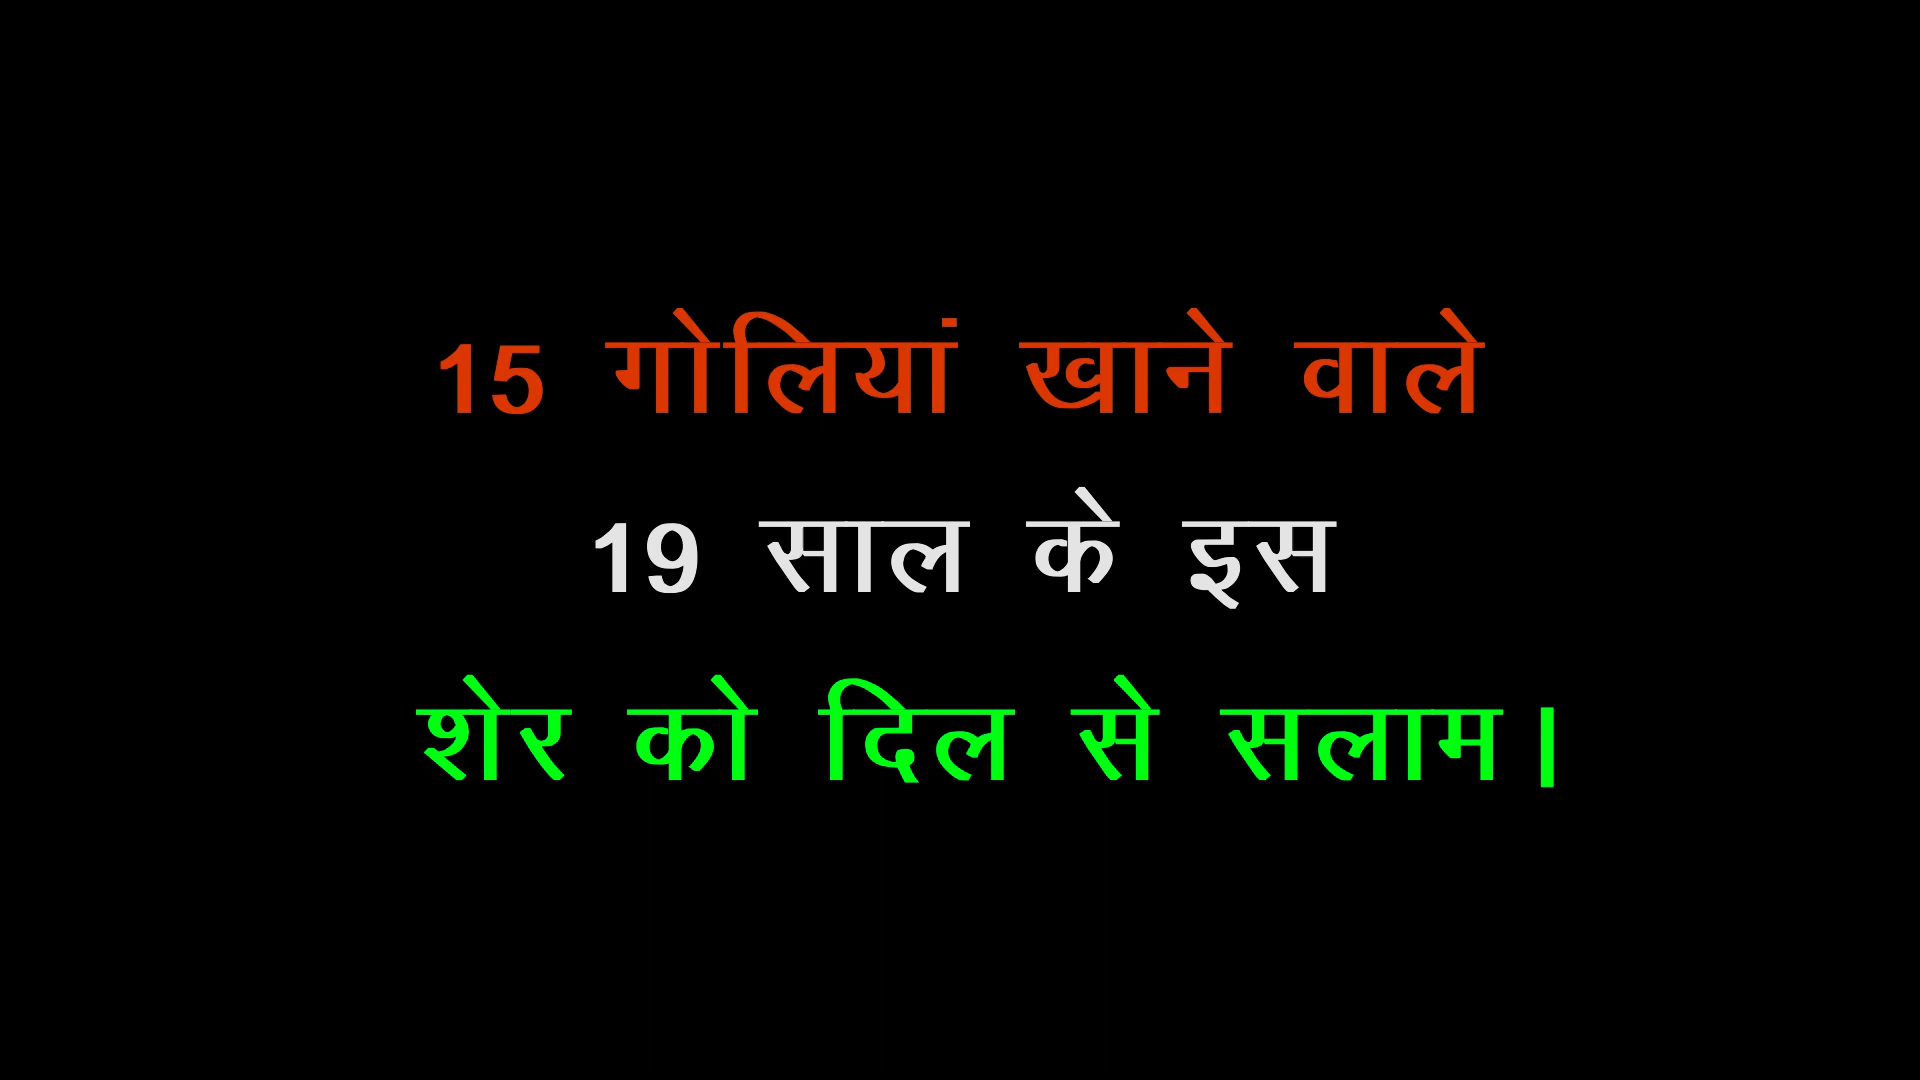 15 गोलियां खाने वाले
19 साल के इस
शेर को दिल से सलाम।